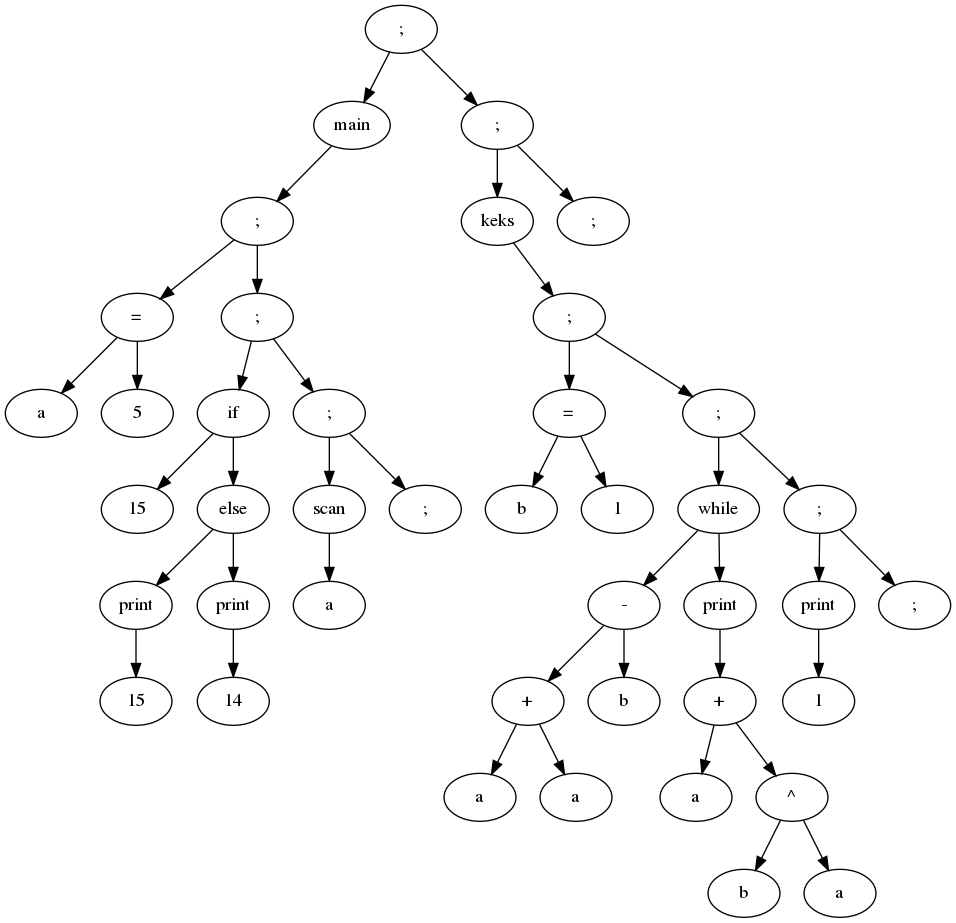 ;
main ;
; keks ;
= ; ;
a 5 if ; = ;
15 else scan ; b 1 while ;
print print a - print print ;
15 14 + b + 1
a a a ^
b a